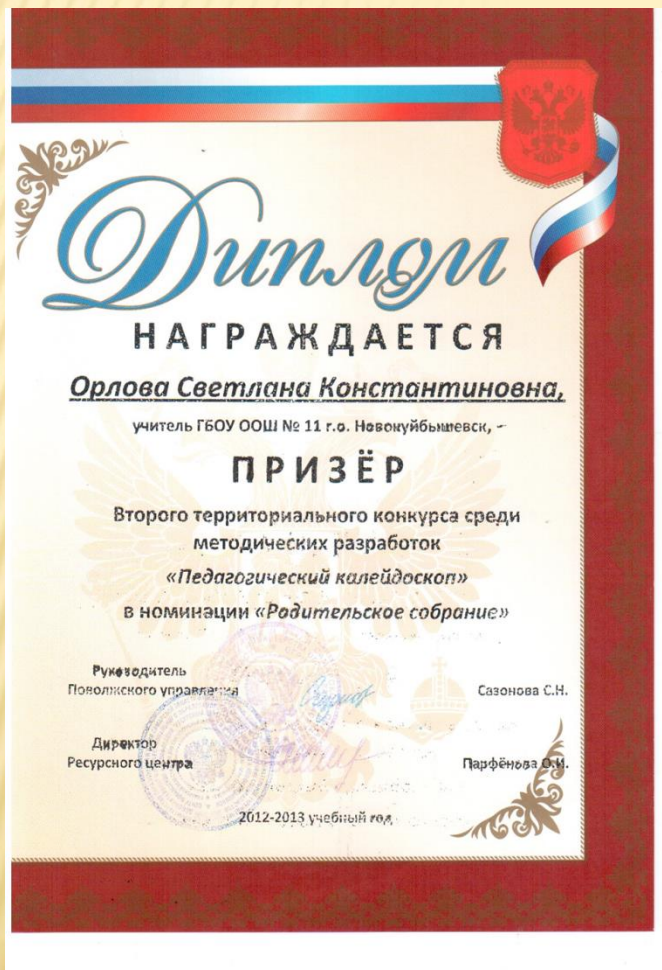 Диплом
НАГРАЖДАЕТСЯ
Орлова Светлана Константиновна,
учитель ГБОУ ООШ № 11 г.о. Новокуйбышевск, –
ПРИЗЁР
Второго территориального конкурса среди
методических разработок
«Педагогический калейдоскоп»
в номинации «Родительское собрание»
Руководитель
Поволжского управления
Сазонова С.Н.
Директор
Ресурсного центра
Парфёнова О.И.
2012-2013 учебный год